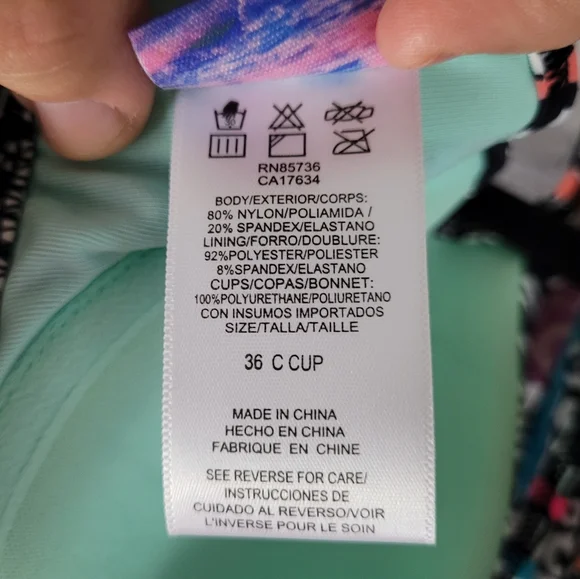 RN85736
CA17634
BODY/EXTERIOR/CORPS:
80% NYLON/POLIAMIDA /
20% SPANDEX/ELASTANO
LINING/FORRO/DOUBLURE:
92%POLYESTER/POLIESTER
8%SPANDEX/ELASTANO
CUPS/COPAS/BONNET:
100%POLYURETHANE/POLIURETANO
CON INSUMOS IMPORTADOS
SIZE/TALLA/TAILLE
36 C CUP
MADE IN CHINA
HECHO EN CHINA
FABRIQUE EN CHINE
SEE REVERSE FOR CARE/
INSTRUCCIONES DE
CUIDADO AL REVERSO/VOIR
L'INVERSE POUR LE SOIN